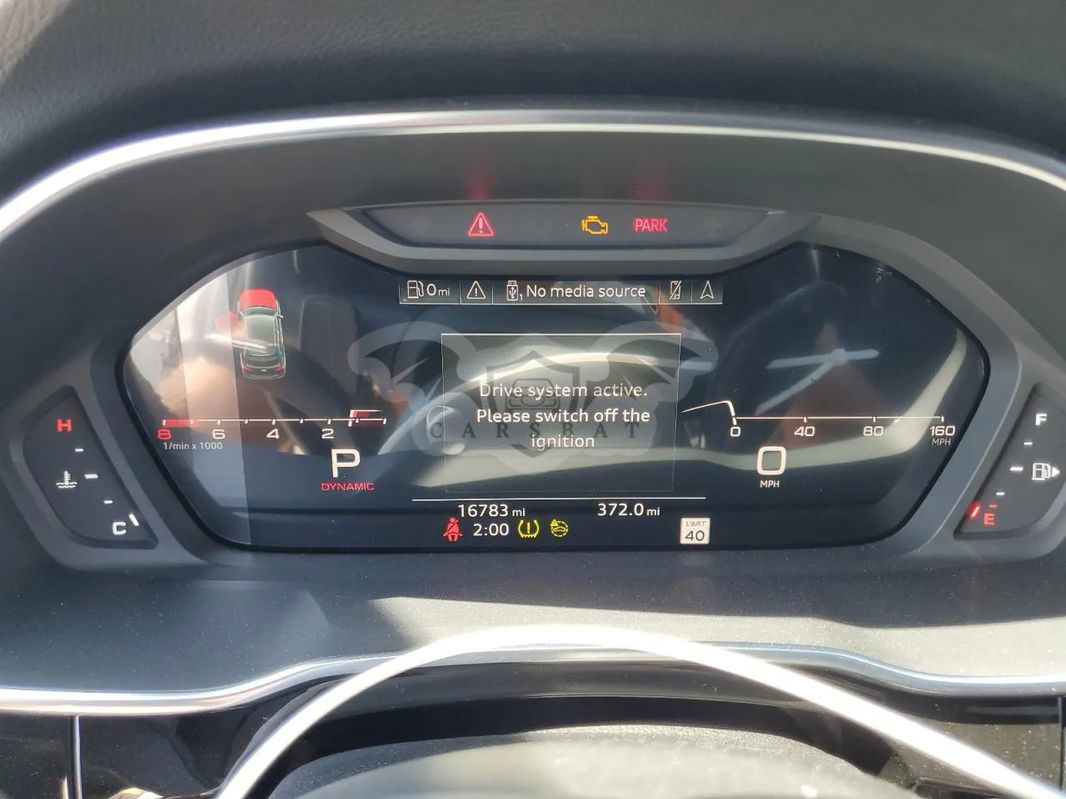 PARK
0mi
1 No media source
Drive system active.
Please switch off the
ignition
CARSBAT
H
C
8 6 4 2
1/min x 1000
P
DYNAMIC
0 40 80 160
MPH
0
MPH
F
E
16783 mi 372.0 mi
2:00
LIMIT
40